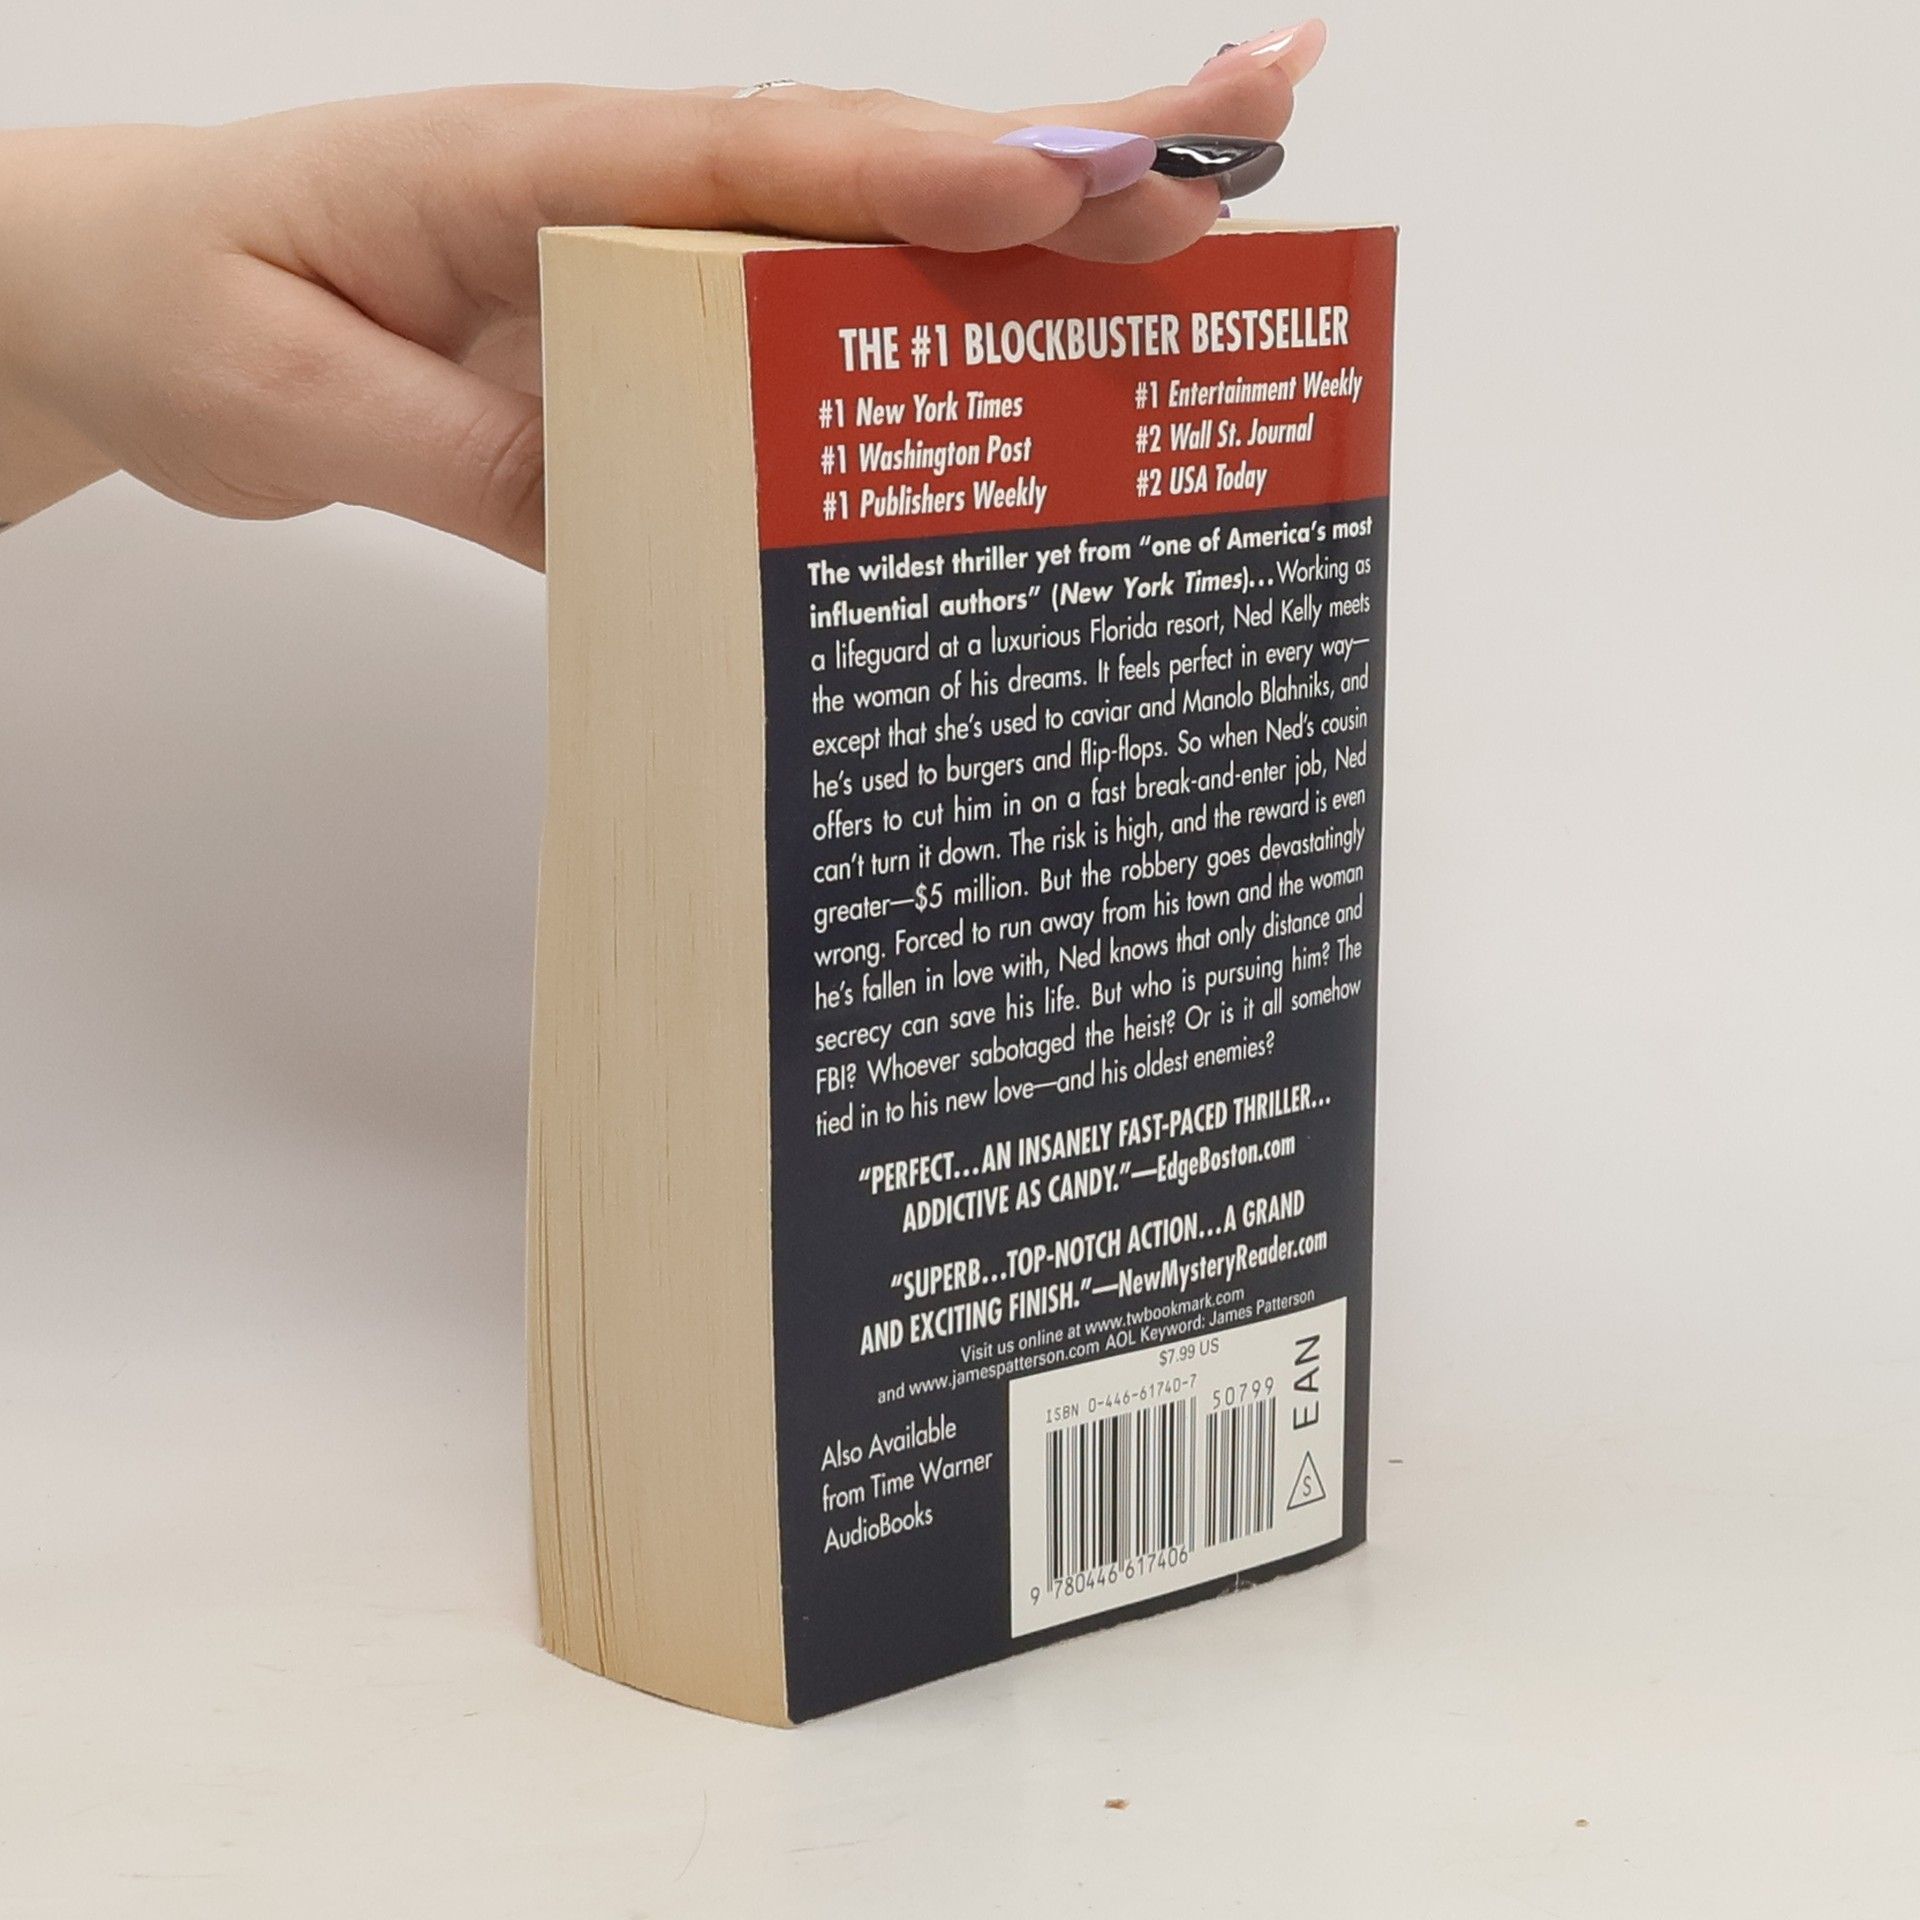 THE #1 BLOCKBUSTER BESTSELLER
#1 New York Times
#1 Washington Post
#1 Publishers Weekly
#1 Entertainment Weekly
#2 Wall St. Journal
#2 USA Today
The wildest thriller yet from "one of America's most
influential authors" (New York Times)...Working as
a lifeguard at a luxurious Florida resort, Ned Kelly meets
the woman of his dreams. It feels perfect in every way—
except that she's used to caviar and Manolo Blahniks, and
he's used to burgers and flip-flops. So when Ned's cousin
offers to cut him in on a fast break-and-enter job, Ned
can't turn it down. The risk is high, and the reward is even
greater—$5 million. But the robbery goes devastatingly
wrong. Forced to run away from his town and the woman
he's fallen in love with, Ned knows that only distance and
secrecy can save his life. But who is pursuing him? The
FBI? Whoever sabotaged the heist? Or is it all somehow
tied in to his new love—and his oldest enemies?
"PERFECT...AN INSANELY FAST-PACED THRILLER...
ADDICTIVE AS CANDY."—EdgeBoston.com
"SUPERB...TOP-NOTCH ACTION...A GRAND
AND EXCITING FINISH."—NewMysteryReader.com
Visit us online at www.twbookmark.com
and www.jamespatterson.com AOL Keyword: James Patterson
Also Available
from Time Warner
AudioBooks
$7.99 US
ISBN 0-446-61740-7
50799
9 780446 617406
EAN
S